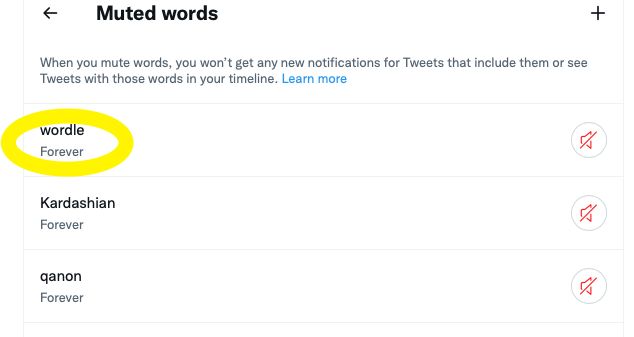 Muted words
When you mute words, you won’t get any new notifications for Tweets that include them or see
Tweets with those words in your timeline. Learn more
wordle
Forever
Kardashian
Forever
qanon
Forever